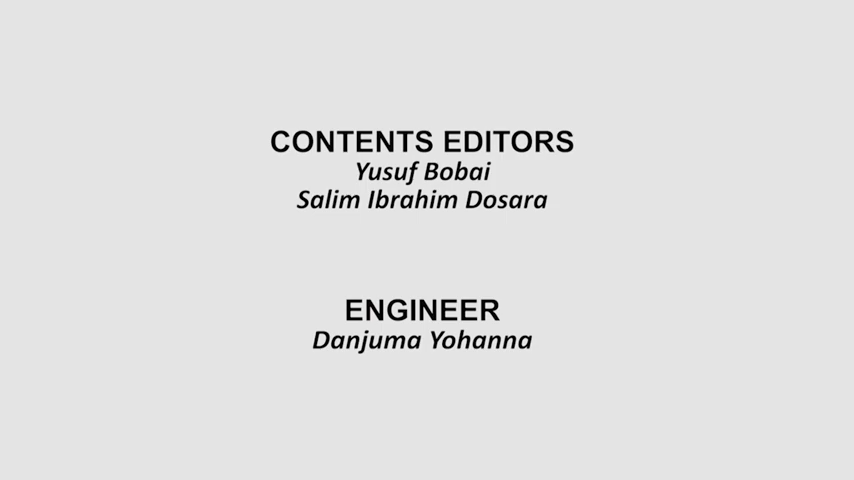 CONTENTS EDITORS
Yusuf Bobai
Salim Ibrahim Dosara
ENGINEER
Danjuma Yohanna